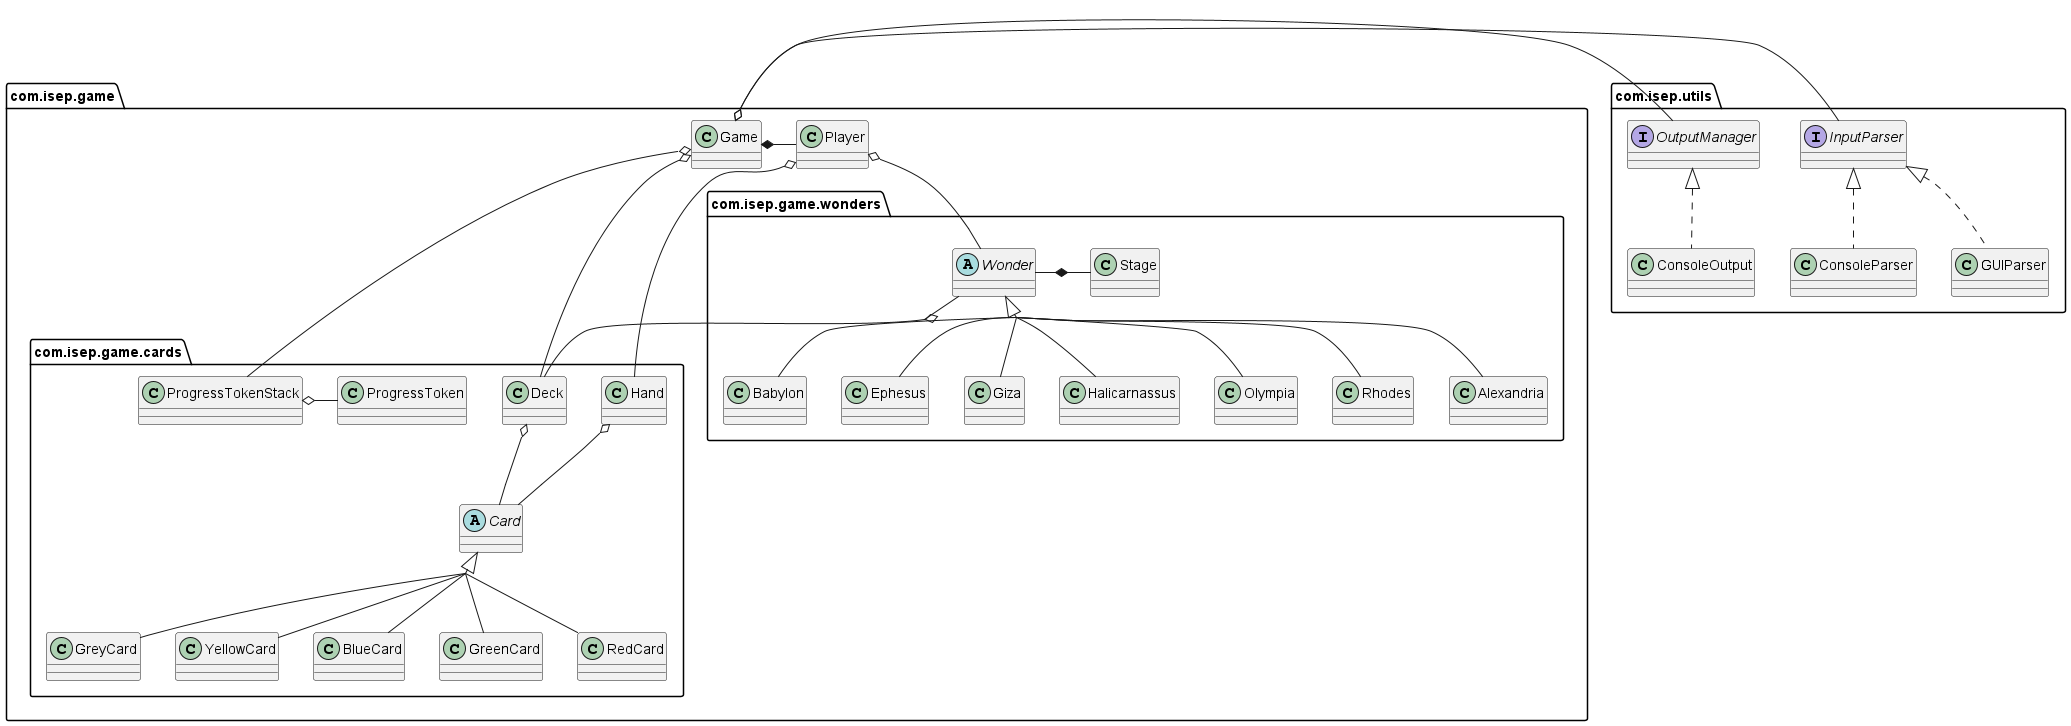 com.isep.game
com.isep.utils
C Game
C Player
I OutputManager
I InputParser
com.isep.game.wonders
A Wonder
C Stage
C ConsoleOutput
C ConsoleParser
C GUIParser
com.isep.game.cards
C ProgressTokenStack
C ProgressToken
C Deck
C Hand
C Babylon
C Ephesus
C Giza
C Halicarnassus
C Olympia
C Rhodes
C Alexandria
A Card
C GreyCard
C YellowCard
C BlueCard
C GreenCard
C RedCard